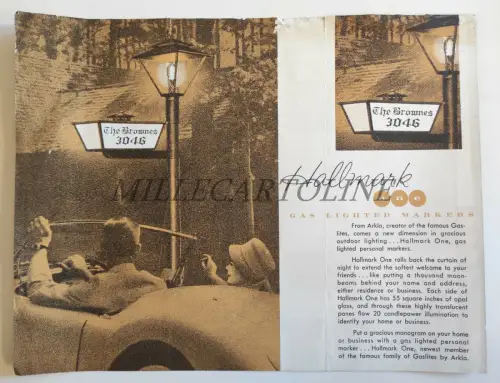 The Brownes
3046
The Brownes
3046
MILLECARTOLINE
Hallmark
one
GAS LIGHTED MARKERS
From Arkla, creator of the famous Gas-
lites, comes a new dimension in gracious
outdoor lighting . . . Hallmark One, gas
lighted personal markers.
Hallmark One rolls back the curtain of
night to extend the softest welcome to your
friends . . . like putting a thousand moon-
beams behind your name and address,
either residence or business. Each side of
Hallmark One has 55 square inches of opal
glass, and through these highly translucent
panes flow 20 candlepower illumination to
identify your home or business.
Put a gracious monogram on your home
or business with a gas lighted personal
marker . . . Hallmark One, newest member
of the famous family of Gaslites by Arkla.